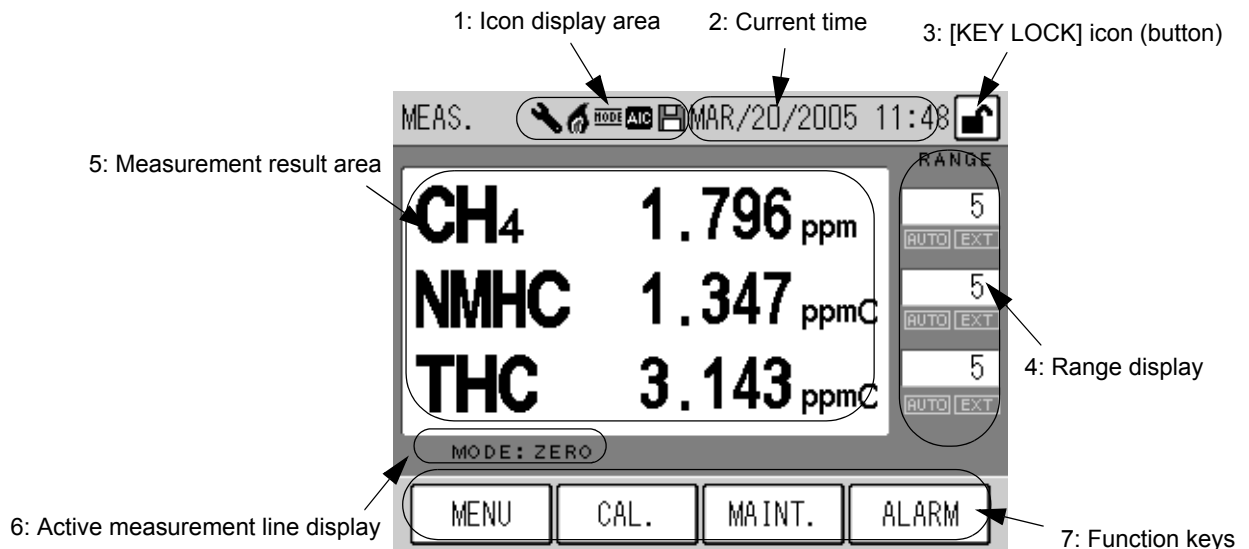 1: Icon display area
2: Current time
3: [KEY LOCK] icon (button)
MEAS. MODE AIC MAR/20/2005 11:48
5: Measurement result area
RANGE
CH4 1.796 ppm 5
AUTO EXT
NMHC 1.347 ppmC 5
AUTO EXT
4: Range display
THC 3.143 ppmC 5
AUTO EXT
MODE: ZERO
6: Active measurement line display
MENU CAL. MAINT. ALARM
7: Function keys